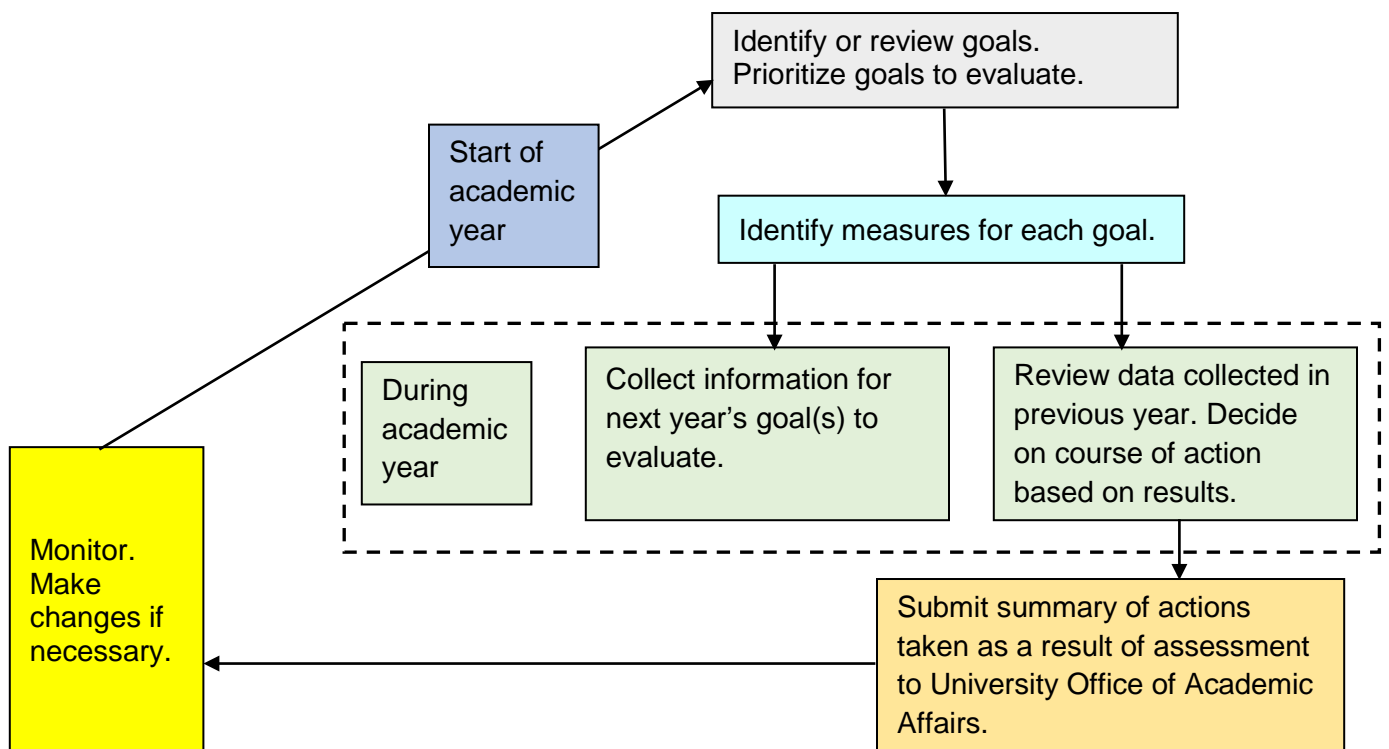 Identify or review goals.
Prioritize goals to evaluate.
Start of
academic
year
Identify measures for each goal.
During
academic
year
Collect information for
next year’s goal(s) to
evaluate.
Review data collected in
previous year. Decide
on course of action
based on results.
Monitor.
Make
changes if
necessary.
Submit summary of actions
taken as a result of assessment
to University Office of Academic
Affairs.